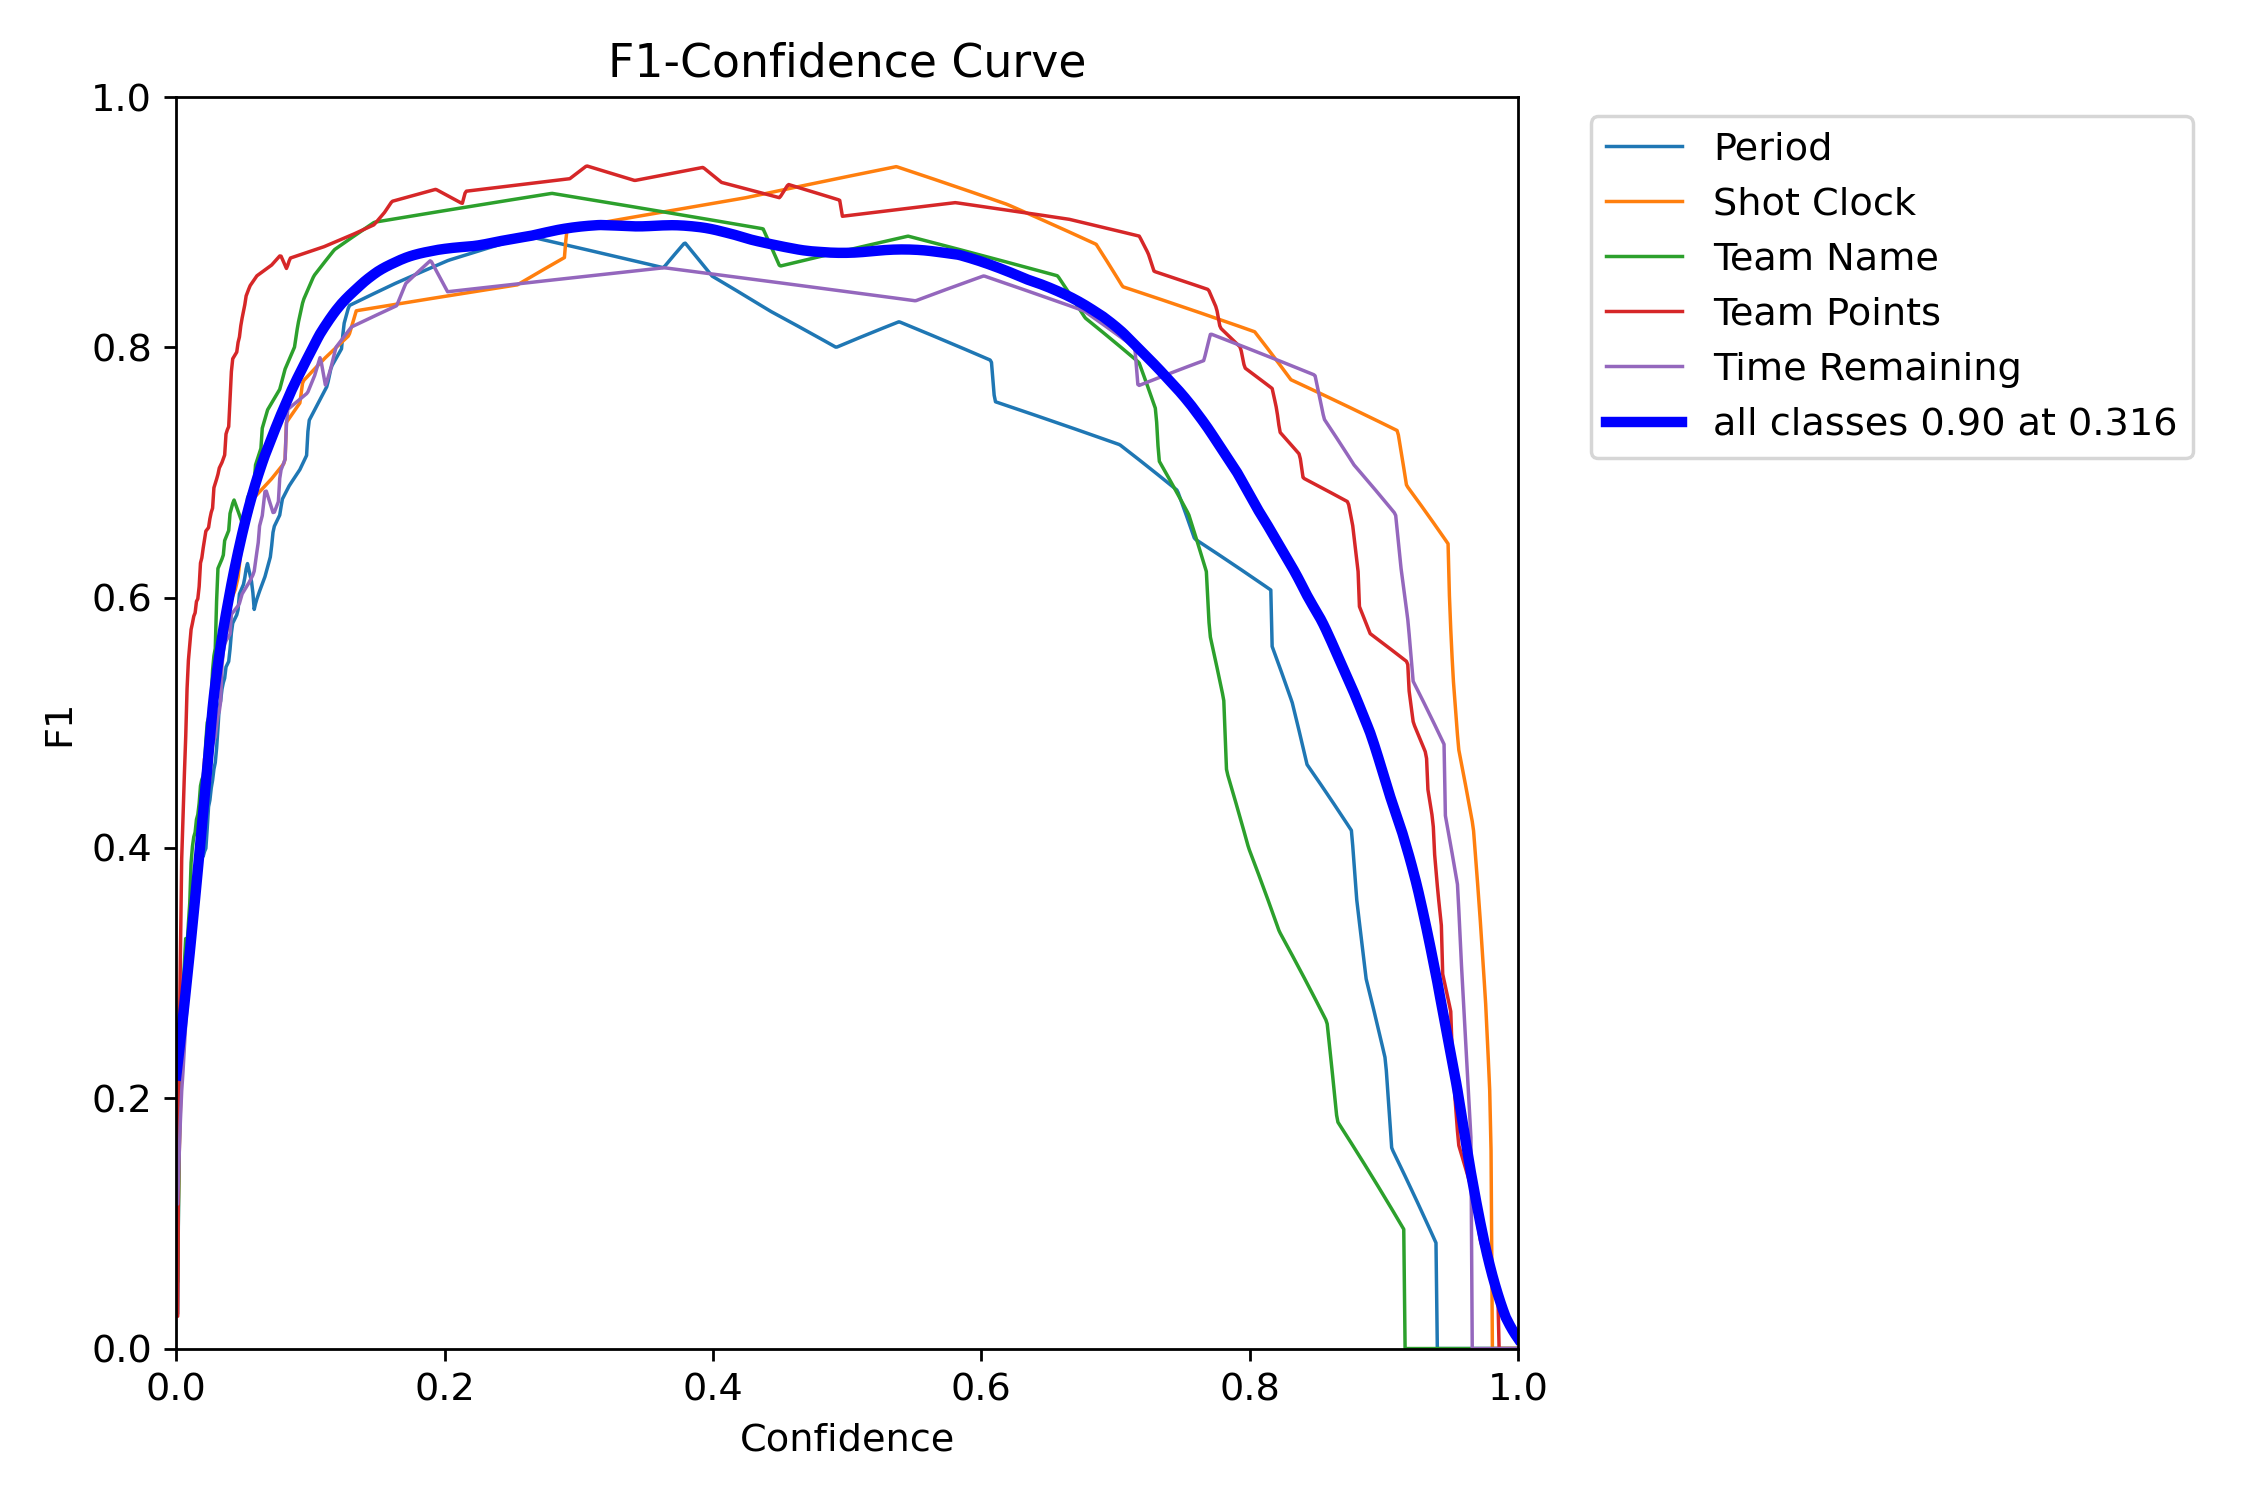 F1-Confidence Curve
1.0
0.8
0.6
0.4
0.2
0.0
F1
0.0 0.2 0.4 0.6 0.8 1.0
Confidence
Period
Shot Clock
Team Name
Team Points
Time Remaining
all classes 0.90 at 0.316